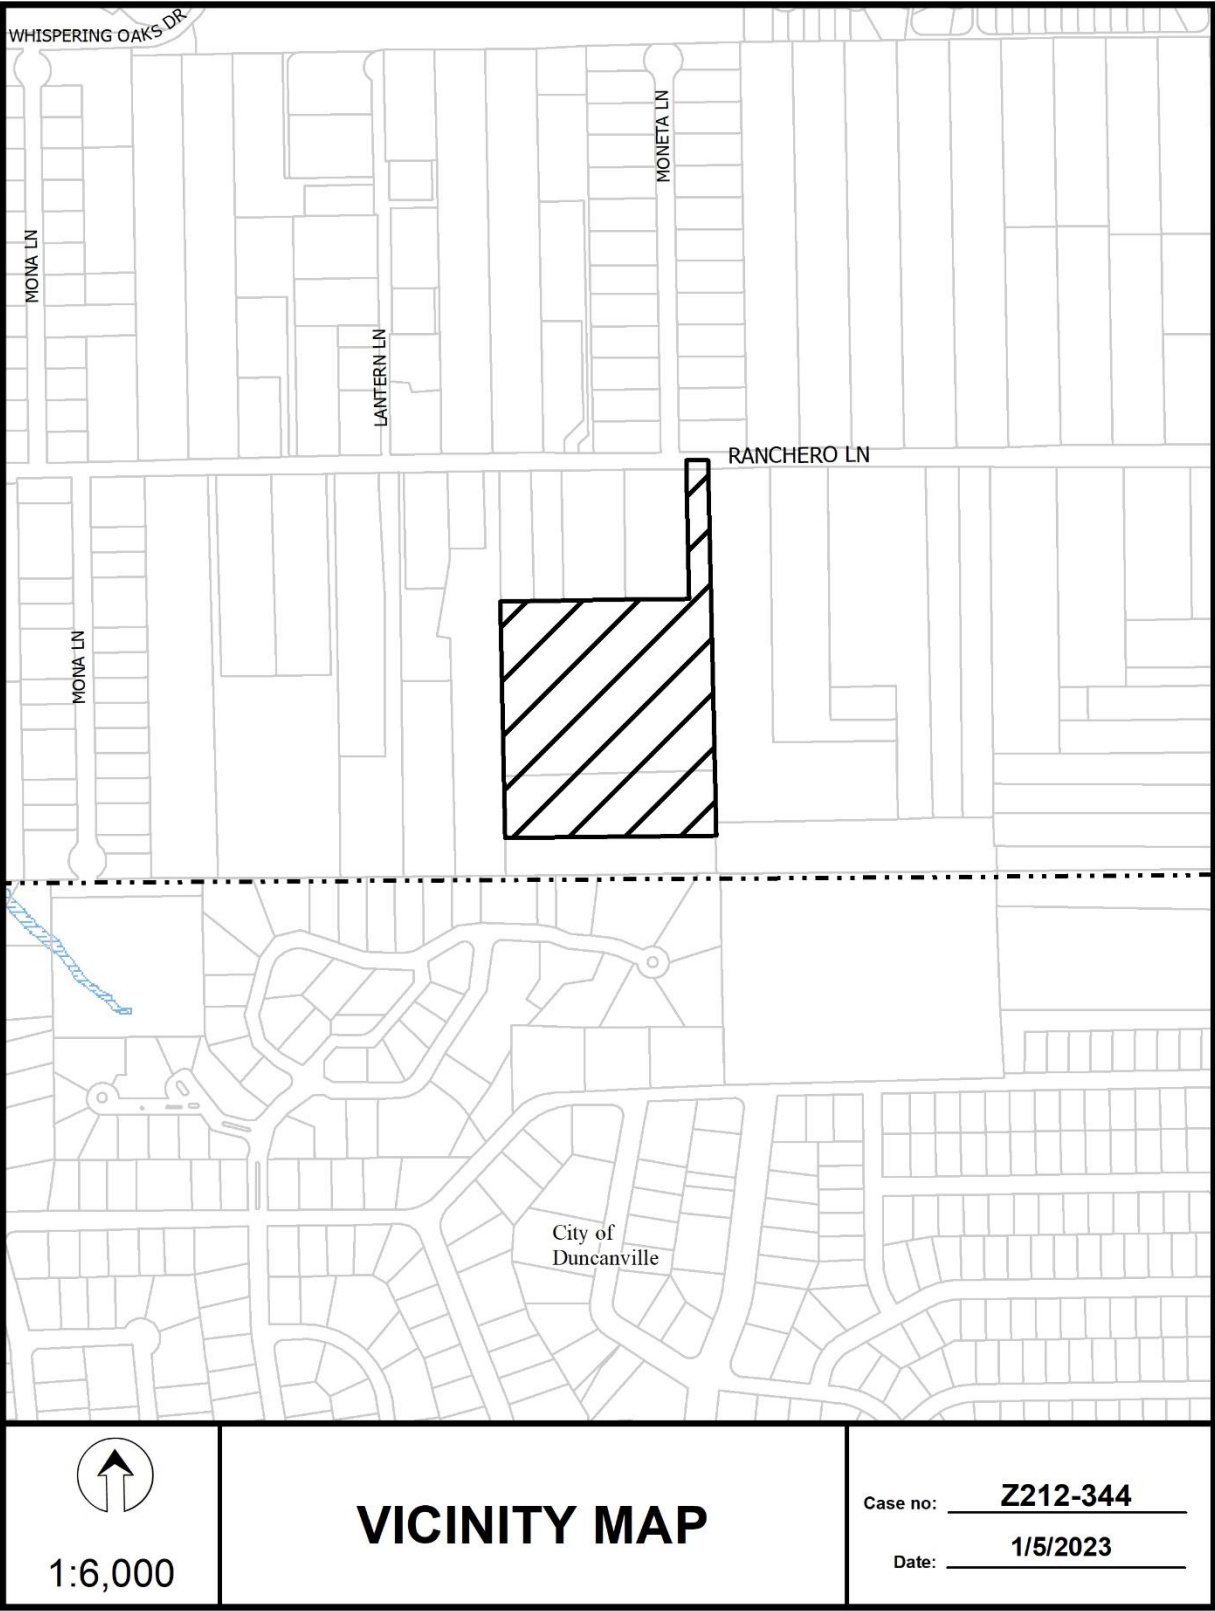 WHISPERING OAKS DR
MONETA LN
MONA LN
LANTERN LN
RANCHERO LN
MONA LN
City of
Duncanville
1:6,000
VICINITY MAP
Case no: Z212-344
Date: 1/5/2023